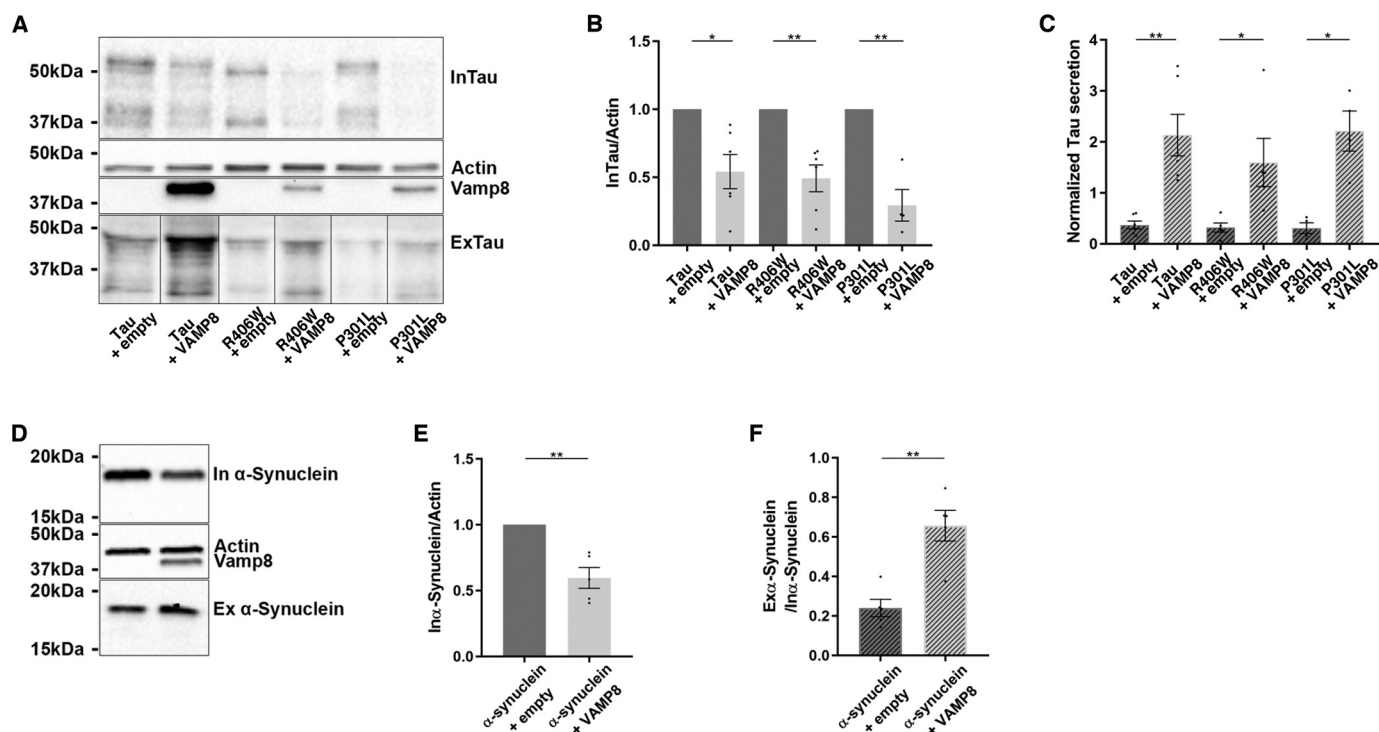 A
50kDa
37kDa
InTau
50kDa
Actin
Vamp8
37kDa
50kDa
ExTau
37kDa
Tau + empty
Tau + VAMP8
R406W + empty
R406W + VAMP8
P301L + empty
P301L + VAMP8
B
InTau/Actin
1.5
1.0
0.5
0.0
*
**
**
Tau + empty
Tau + VAMP8
R406W + empty
R406W + VAMP8
P301L + empty
P301L + VAMP8
C
Normalized Tau secretion
4
3
2
1
0
**
*
*
Tau + empty
Tau + VAMP8
R406W + empty
R406W + VAMP8
P301L + empty
P301L + VAMP8
D
20kDa
In α-Synuclein
15kDa
50kDa
Actin
Vamp8
37kDa
20kDa
Ex α-Synuclein
15kDa
E
Inα-Synuclein/Actin
1.5
1.0
0.5
0.0
**
α-synuclein + empty
α-synuclein + VAMP8
F
Exα-Synuclein
/Inα-Synuclein
1.0
0.8
0.6
0.4
0.2
0.0
**
α-synuclein + empty
α-synuclein + VAMP8